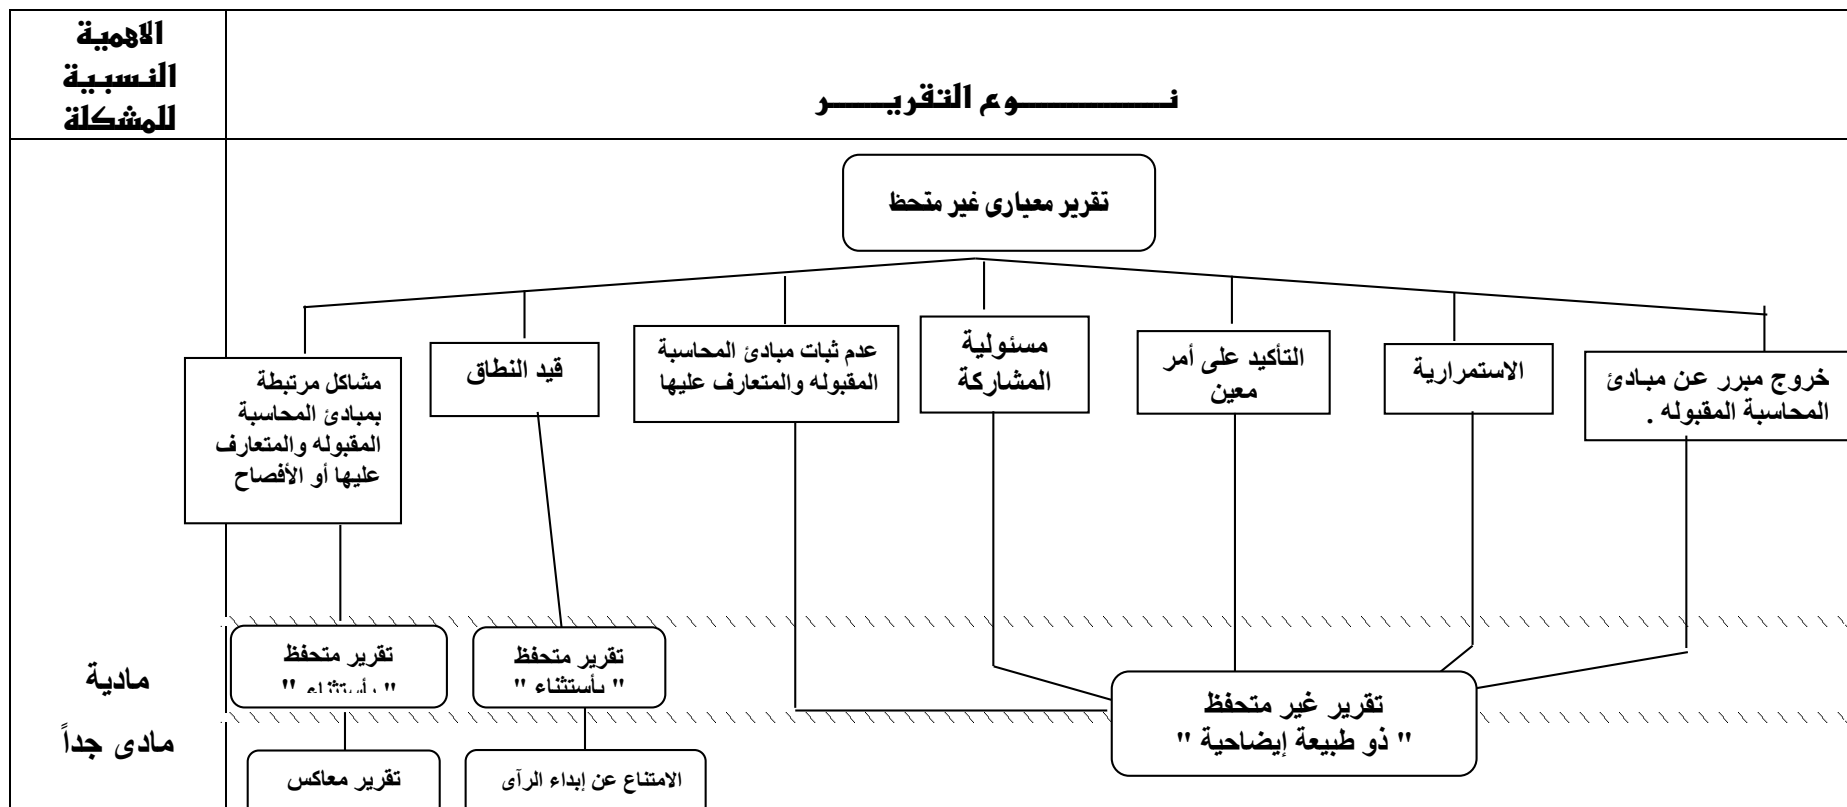 الاهمية
النسبية
للمشكلة
نـــــــــــــوع التقريـــــــر
تقرير معيارى غير متحظ
خروج مبرر عن مبادئ
المحاسبة المقبوله .
الاستمرارية
التأكيد على أمر
معين
مسئولية
المشاركة
عدم ثبات مبادئ المحاسبة
المقبوله والمتعارف عليها
قيد النطاق
مشاكل مرتبطة
بمبادئ المحاسبة
المقبوله والمتعارف
عليها أو الأفصاح
مادية
مادى جداً
تقرير غير متحفظ
" ذو طبيعة إيضاحية "
تقرير متحفظ
" بأستثناء "
تقرير متحفظ
" بأستثناء "
الامتناع عن إبداء الرآى
تقرير معاكس